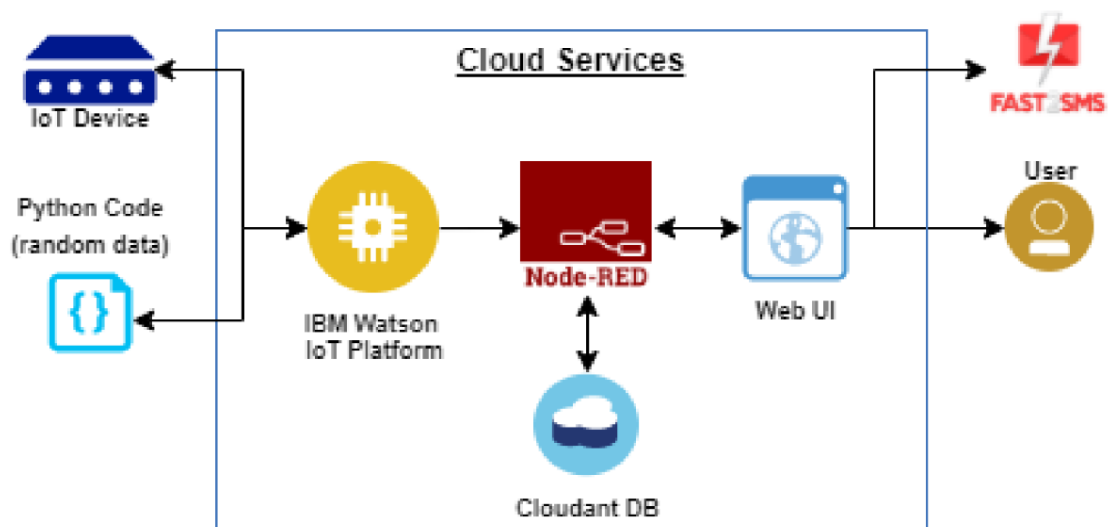 Cloud Services
IoT Device
FAST2SMS
User
Python Code
(random data)
{}
Node-RED
Web UI
IBM Watson
IoT Platform
Cloudant DB